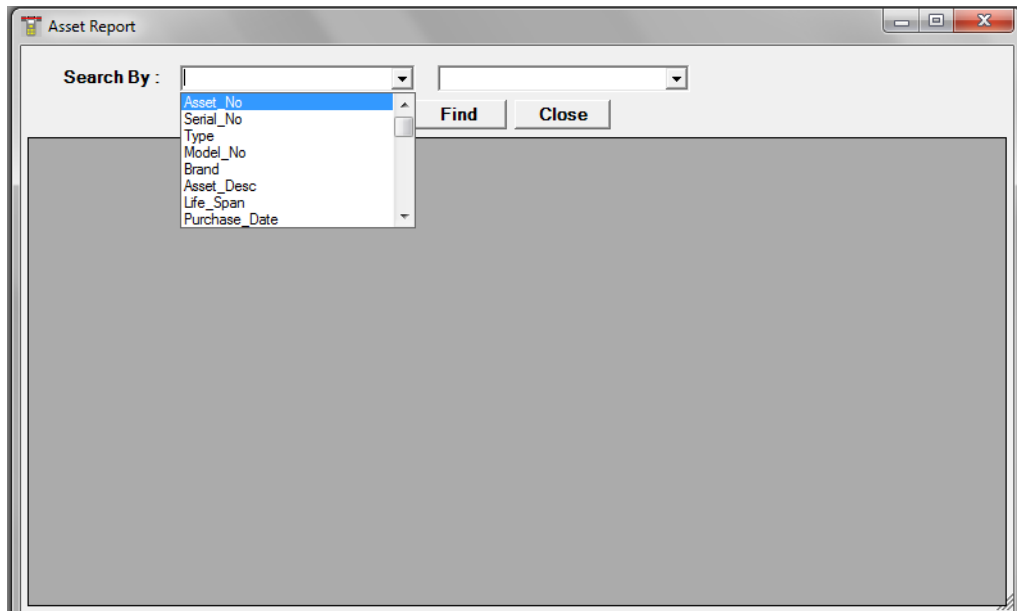 Asset Report
Search By :
Asset_No
Find Close
Serial_No
Type
Model_No
Brand
Asset_Desc
Life_Span
Purchase_Date